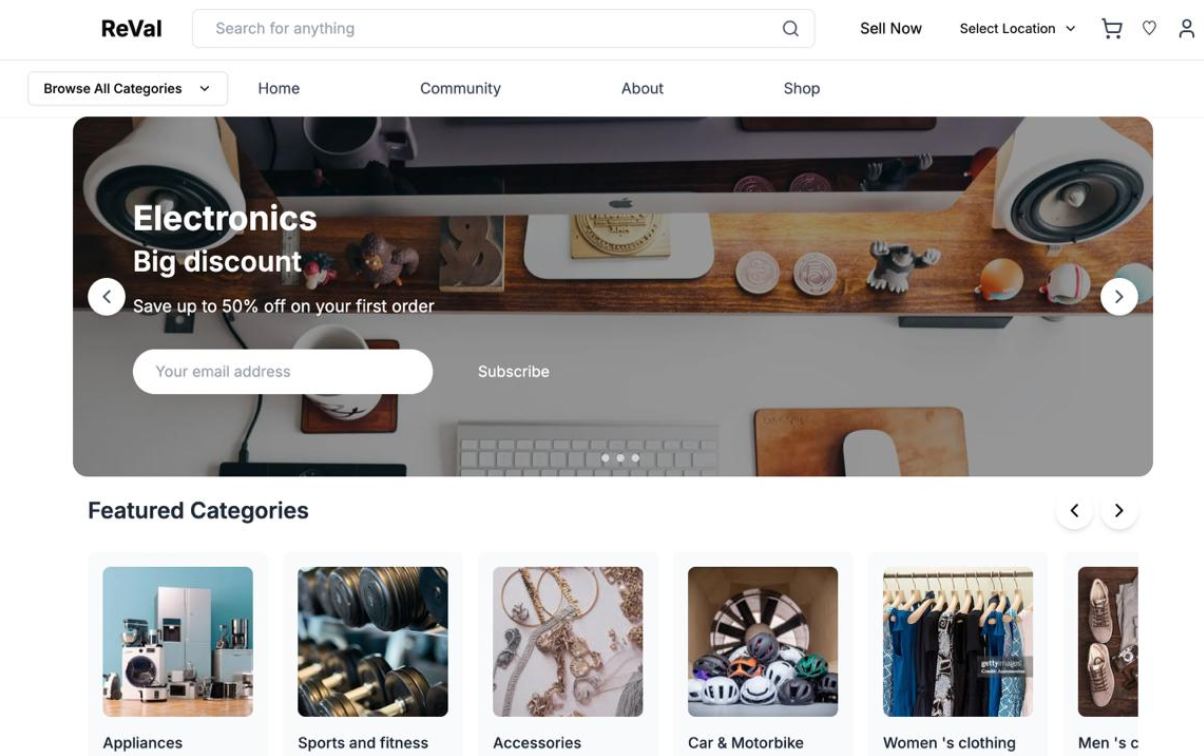 ReVal
Search for anything
Sell Now
Select Location
Browse All Categories
Home
Community
About
Shop
Electronics
Big discount
Save up to 50% off on your first order
Your email address
Subscribe
Featured Categories
gettyimages
Appliances
Sports and fitness
Accessories
Car & Motorbike
Women 's clothing
Men 's c